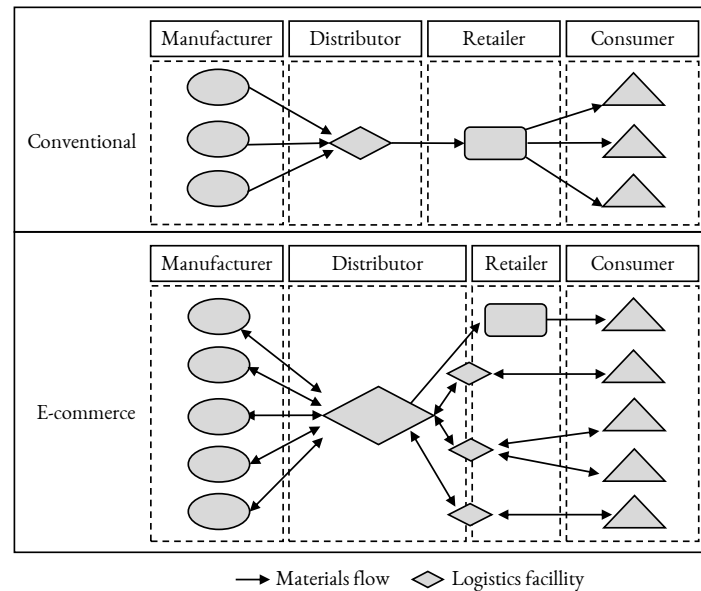 Manufacturer Distributor Retailer Consumer
Conventional
Manufacturer Distributor Retailer Consumer
E-commerce
Materials flow Logistics facillity